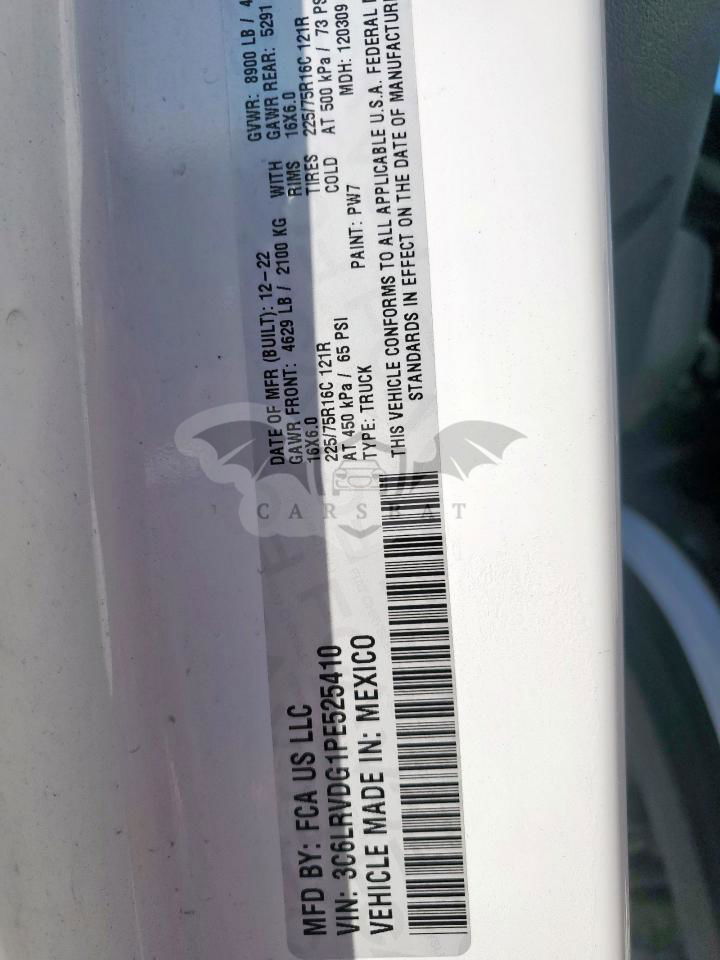 MFD BY: FCA US LLC
VIN: 3C6LRVDG1PE525410
VEHICLE MADE IN: MEXICO
DATE OF MFR (BUILT): 12-22 GVWR: 8900 LB / 4
GAWR FRONT: 4629 LB / 2100 KG WITH GAWR REAR: 5291
16X6.0 RIMS 16X6.0
225/75R16C 121R TIRES 225/75R16C 121R
AT 450 kPa / 65 PSI COLD AT 500 kPa / 73 PS
TYPE: TRUCK PAINT: PW7 MDH: 120309
THIS VEHICLE CONFORMS TO ALL APPLICABLE U.S.A. FEDERAL
STANDARDS IN EFFECT ON THE DATE OF MANUFACTUR
CARSBAT